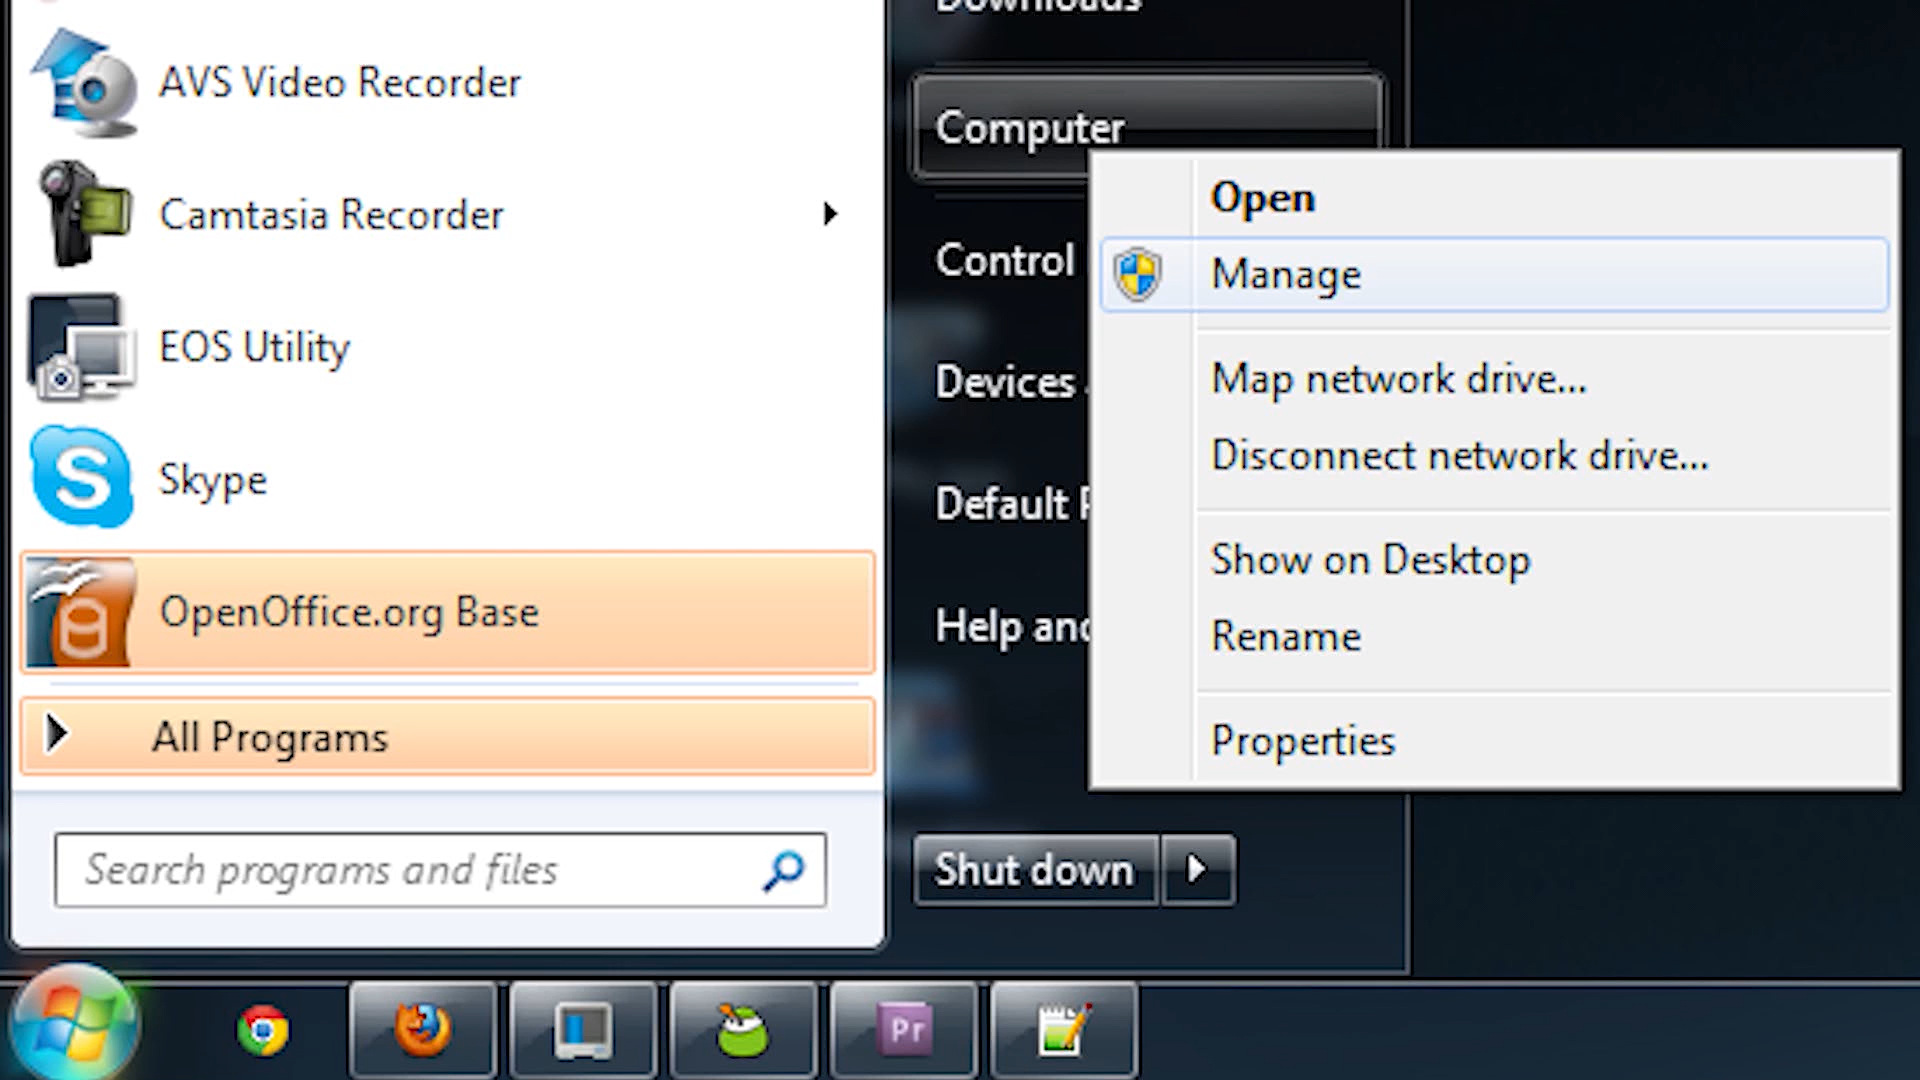 AVS Video Recorder
Camtasia Recorder
EOS Utility
Skype
OpenOffice.org Base
All Programs
Search programs and files
Downloads
Computer
Control
Devices
Default
Help and
Shut down
Open
Manage
Map network drive...
Disconnect network drive...
Show on Desktop
Rename
Properties
Pr